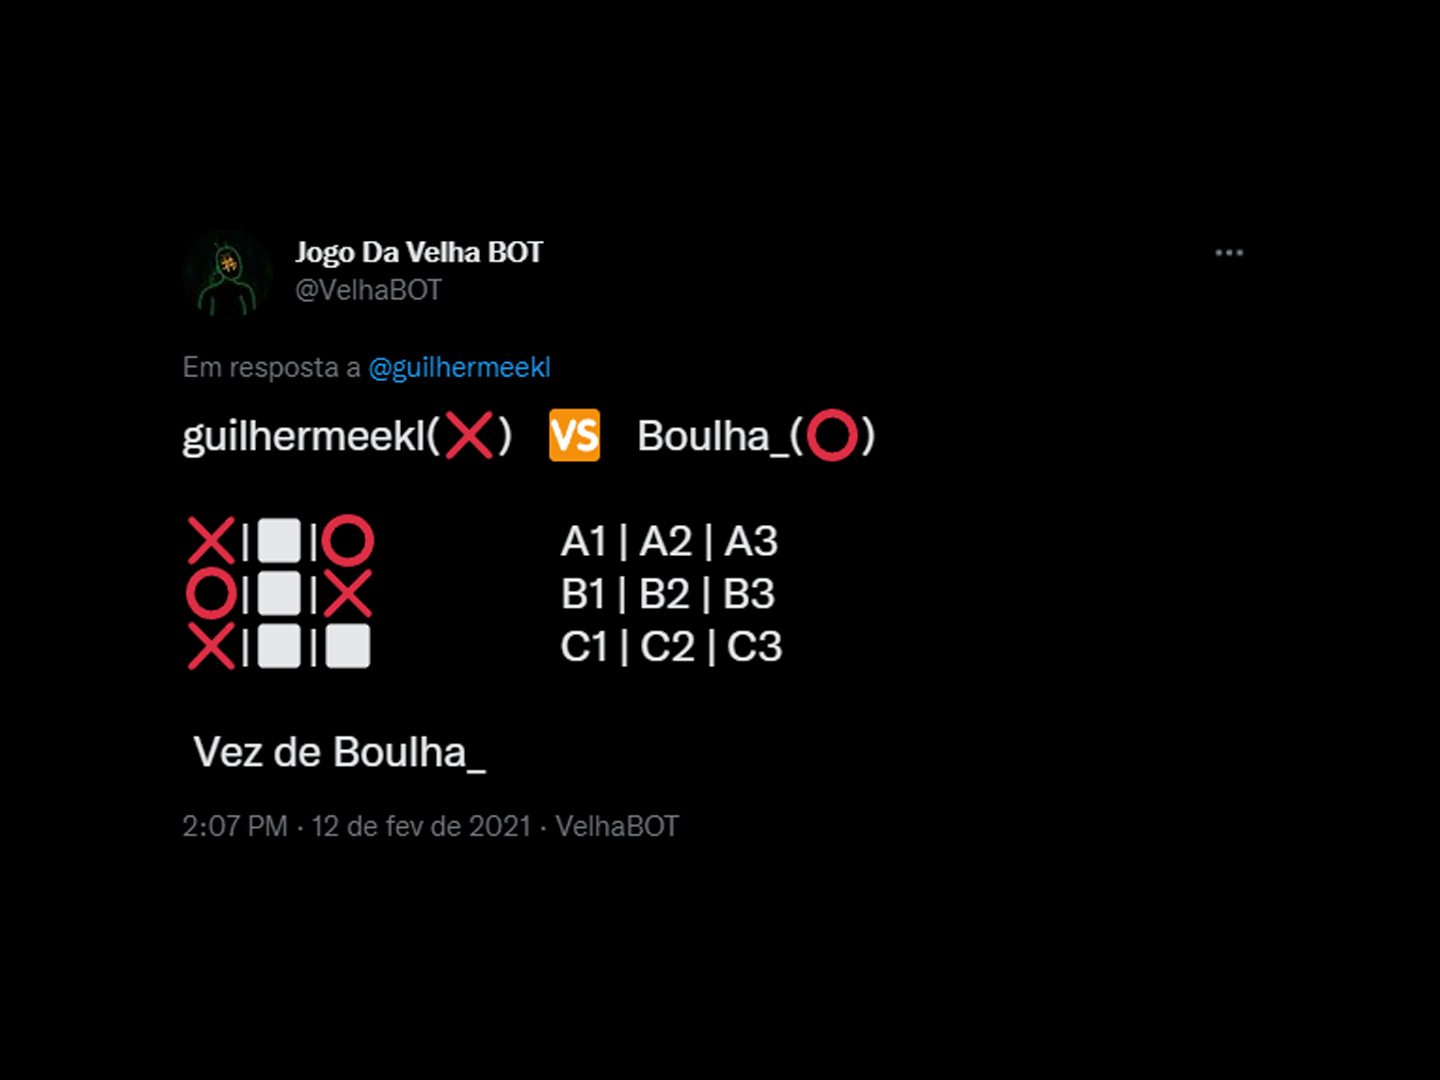 Jogo Da Velha BOT
@VelhaBOT
Em resposta a @guilhermeekl
guilhermeekl(❌) 🆚 Boulha_(⭕)
❌|⬜|⭕ A1 | A2 | A3
⭕|⬜|❌ B1 | B2 | B3
❌|⬜|⬜ C1 | C2 | C3
Vez de Boulha_
2:07 PM · 12 de fev de 2021 · VelhaBOT